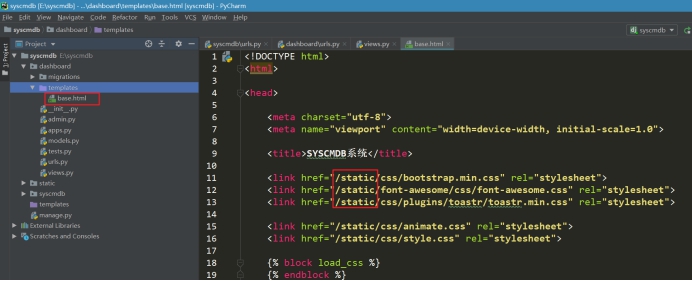 syscmdb [E:\syscmdb] - ...\dashboard\templates\base.html [syscmdb] - PyCharm
File Edit View Navigate Code Refactor Run Tools VCS Window Help
syscmdb dashboard templates syscmdb
1: Project
Project
syscmdb\urls.py dashboard\urls.py views.py base.html
syscmdb E:\syscmdb
dashboard
migrations
templates
base.html
__init__.py
admin.py
apps.py
models.py
tests.py
urls.py
views.py
static
syscmdb
templates
manage.py
External Libraries
Scratches and Consoles
1 <!DOCTYPE html>
2 <html>
3
4 <head>
5
6 <meta charset="utf-8">
7 <meta name="viewport" content="width=device-width, initial-scale=1.0">
8
9 <title>SYSCMDB系统</title>
10
11 <link href="/static/css/bootstrap.min.css" rel="stylesheet">
12 <link href="/static/font-awesome/css/font-awesome.css" rel="stylesheet">
13 <link href="/static/css/plugins/toastr/toastr.min.css" rel="stylesheet">
14
15 <link href="/static/css/animate.css" rel="stylesheet">
16 <link href="/static/css/style.css" rel="stylesheet">
17
18 {% block load_css %}
19 {% endblock %}